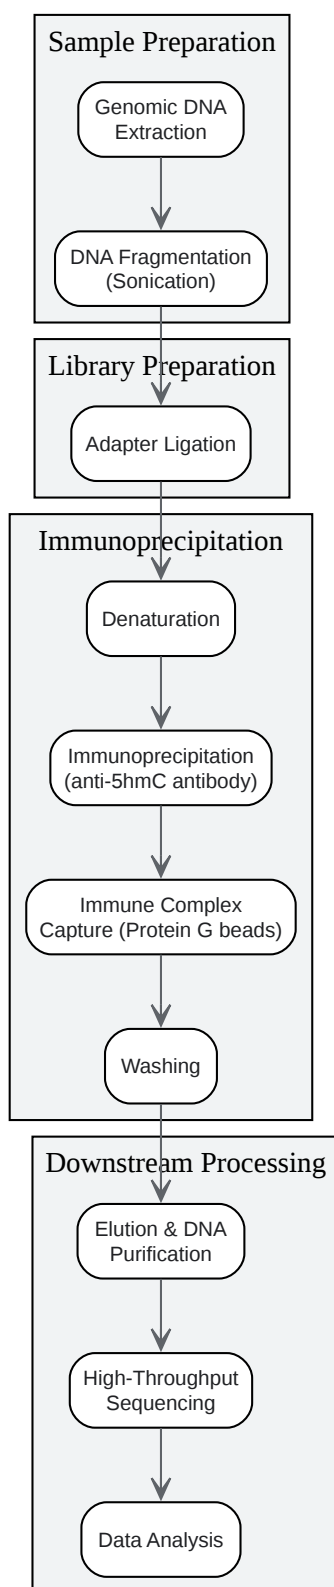 Sample Preparation
Genomic DNA
Extraction
DNA Fragmentation
(Sonication)
Library Preparation
Adapter Ligation
Immunoprecipitation
Denaturation
Immunoprecipitation
(anti-5hmC antibody)
Immune Complex
Capture (Protein G beads)
Washing
Downstream Processing
Elution & DNA
Purification
High-Throughput
Sequencing
Data Analysis